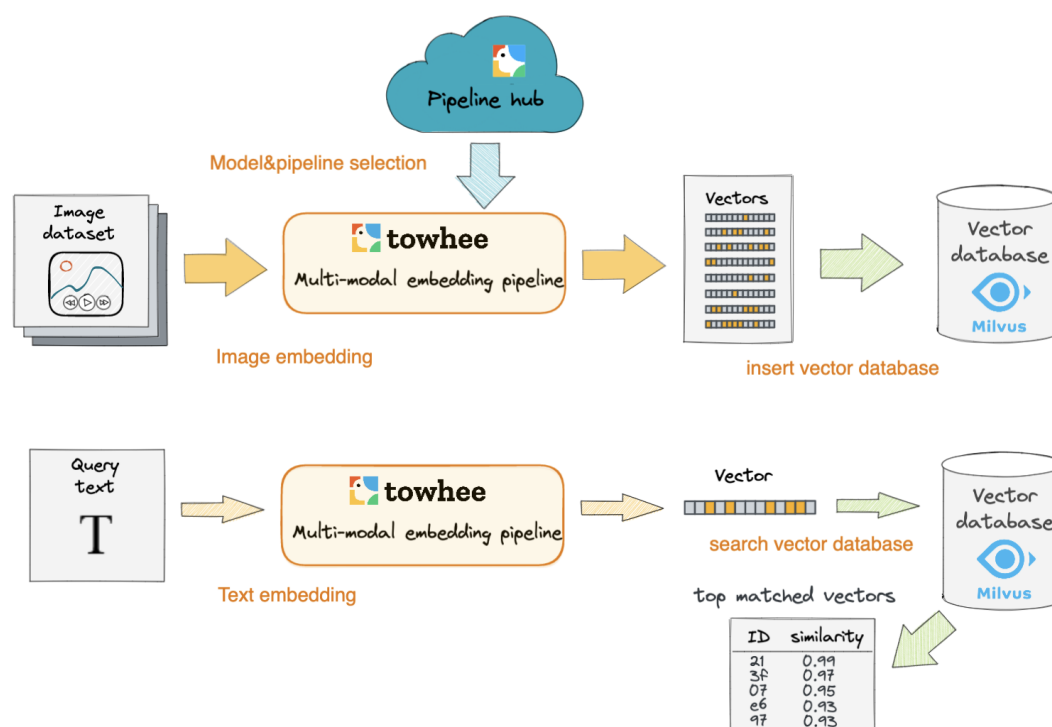 Pipeline hub
Model&pipeline selection
Image
dataset
towhee
Multi-modal embedding pipeline
Vectors
Vector
database
Milvus
Image embedding
insert vector database
Query
text
T
towhee
Multi-modal embedding pipeline
Vector
Vector
database
Milvus
search vector database
Text embedding
top matched vectors
ID similarity
21 0.99
3f 0.97
07 0.95
e6 0.93
97 0.93